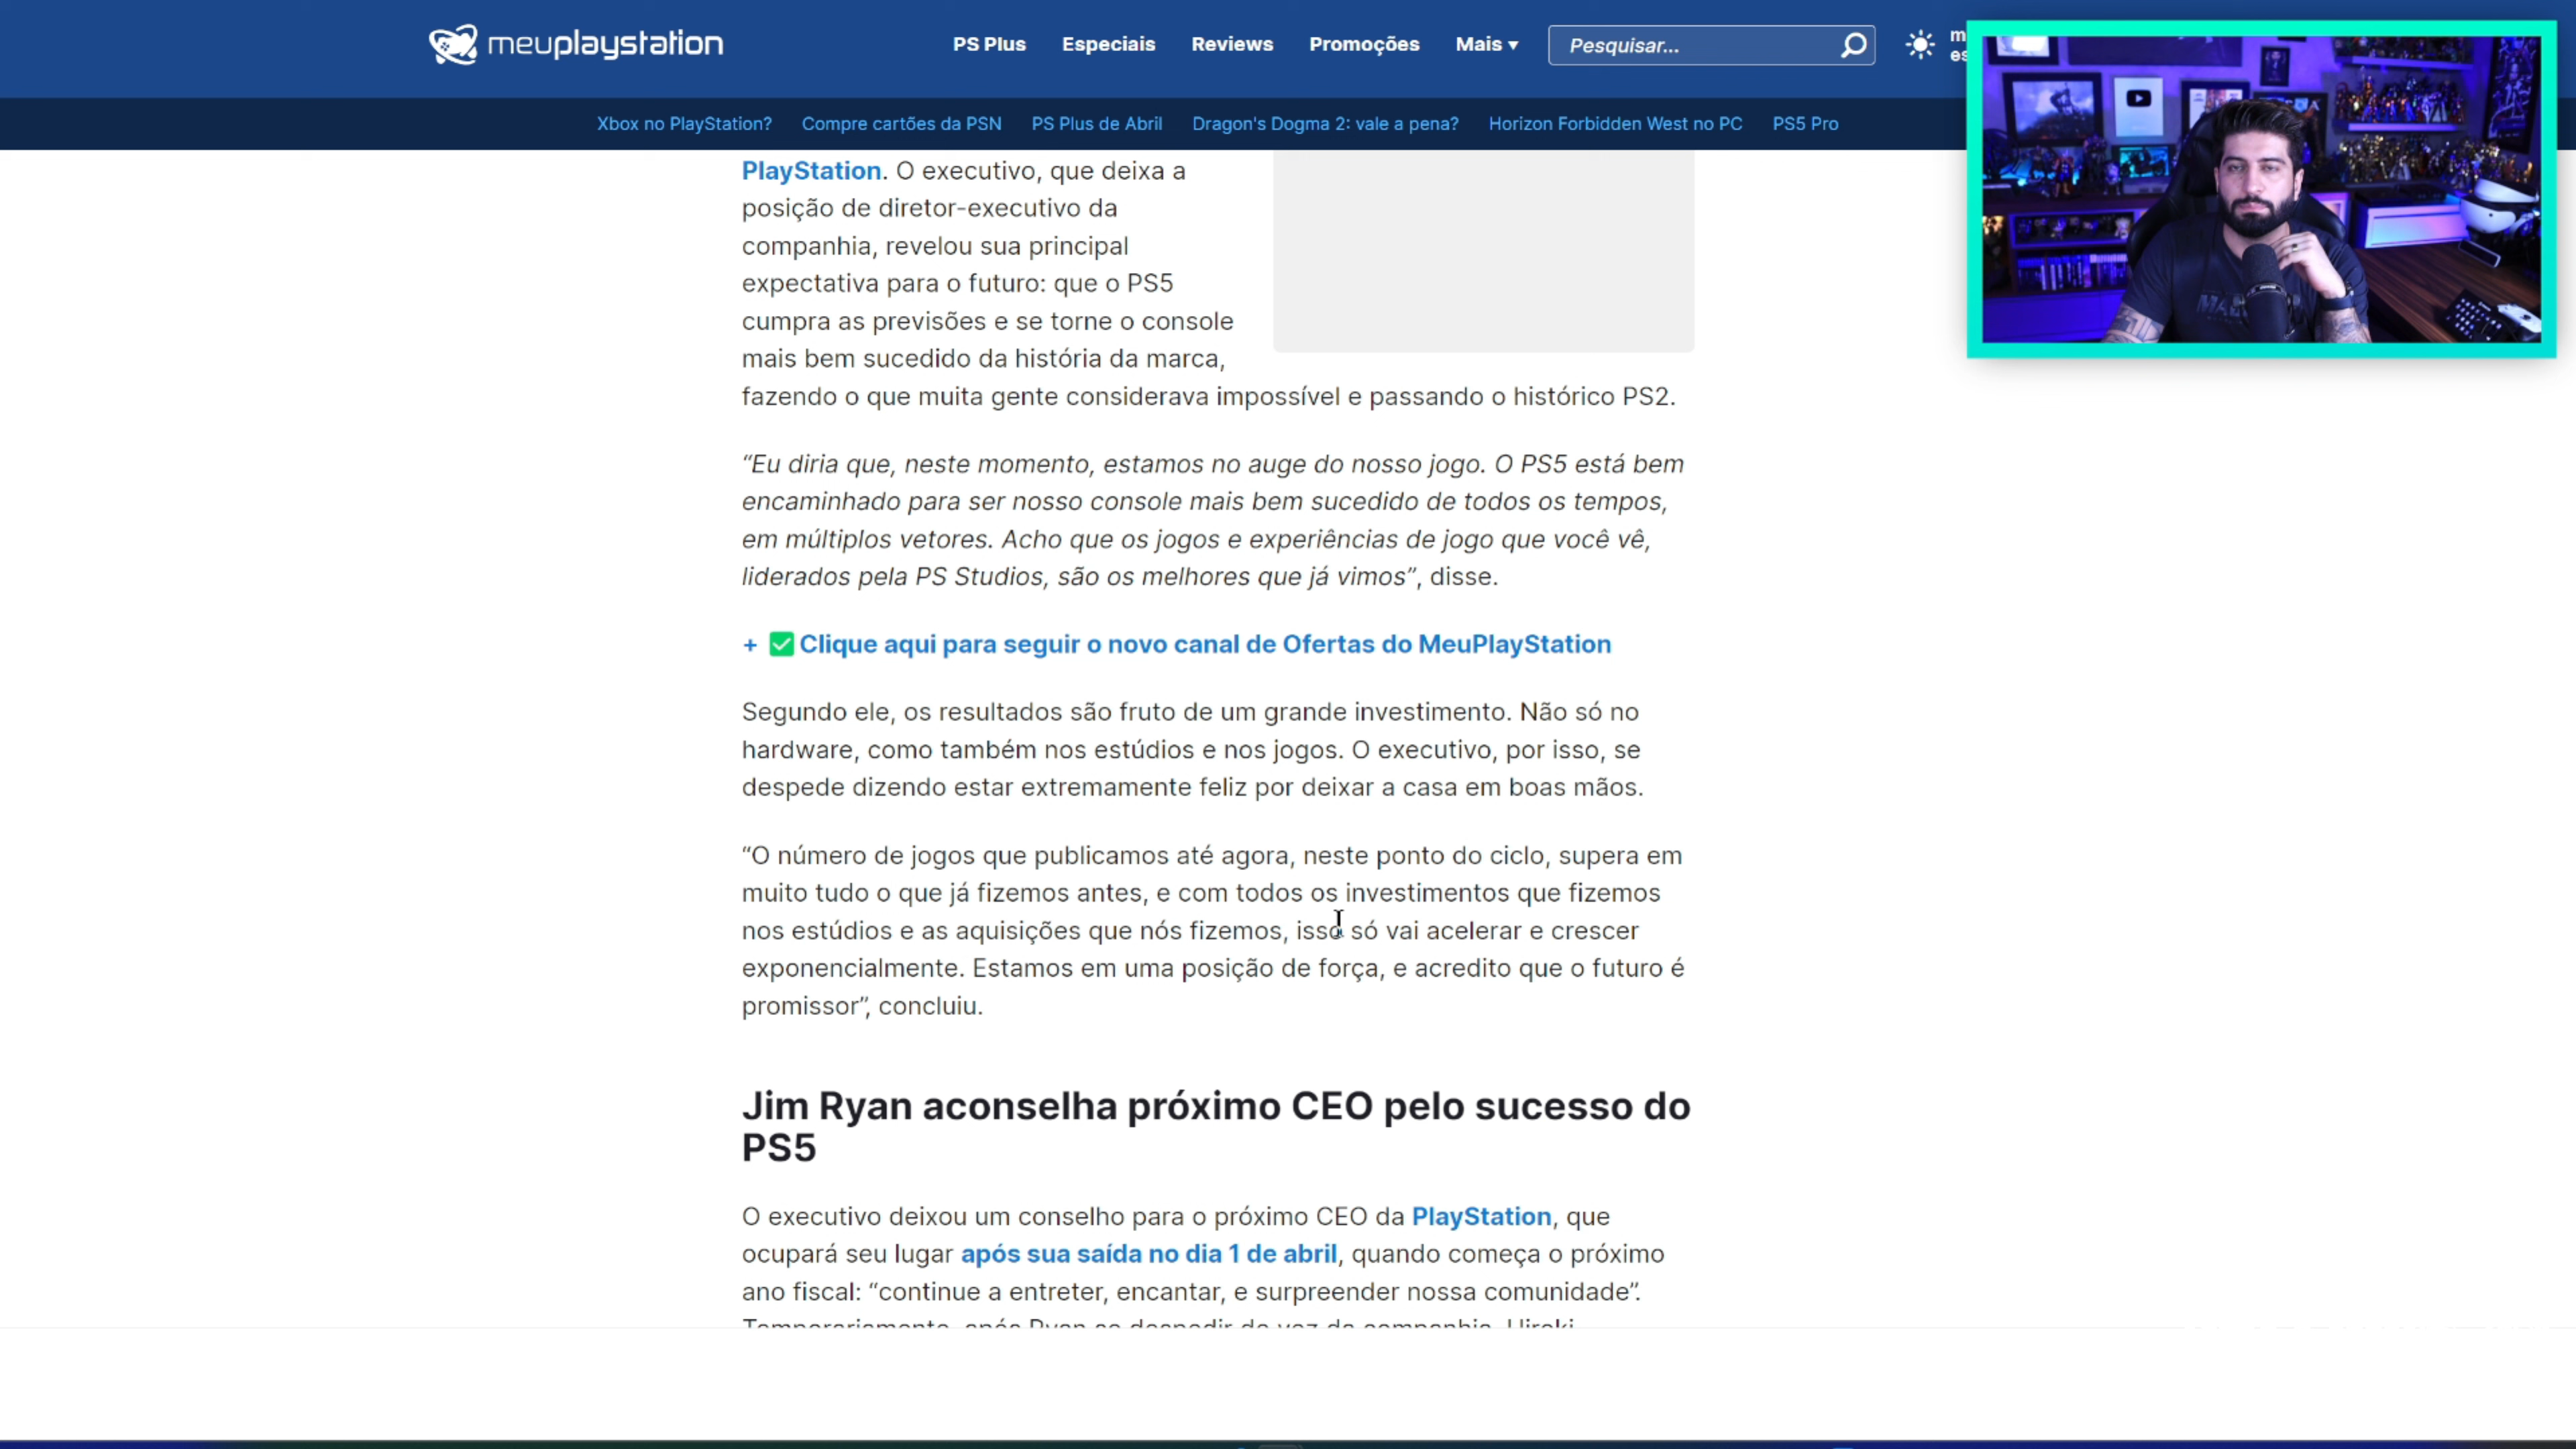 meuplaystation
PS Plus Especiais Reviews Promoções Mais ▾ Pesquisar...
Xbox no PlayStation? Compre cartões da PSN PS Plus de Abril Dragon's Dogma 2: vale a pena? Horizon Forbidden West no PC PS5 Pro
PlayStation. O executivo, que deixa a
posição de diretor-executivo da
companhia, revelou sua principal
expectativa para o futuro: que o PS5
cumpra as previsões e se torne o console
mais bem sucedido da história da marca,
fazendo o que muita gente considerava impossível e passando o histórico PS2.
“Eu diria que, neste momento, estamos no auge do nosso jogo. O PS5 está bem
encaminhado para ser nosso console mais bem sucedido de todos os tempos,
em múltiplos vetores. Acho que os jogos e experiências de jogo que você vê,
liderados pela PS Studios, são os melhores que já vimos”, disse.
+ ✅ Clique aqui para seguir o novo canal de Ofertas do MeuPlayStation
Segundo ele, os resultados são fruto de um grande investimento. Não só no
hardware, como também nos estúdios e nos jogos. O executivo, por isso, se
despede dizendo estar extremamente feliz por deixar a casa em boas mãos.
“O número de jogos que publicamos até agora, neste ponto do ciclo, supera em
muito tudo o que já fizemos antes, e com todos os investimentos que fizemos
nos estúdios e as aquisições que nós fizemos, isso só vai acelerar e crescer
exponencialmente. Estamos em uma posição de força, e acredito que o futuro é
promissor”, concluiu.
Jim Ryan aconselha próximo CEO pelo sucesso do
PS5
O executivo deixou um conselho para o próximo CEO da PlayStation, que
ocupará seu lugar após sua saída no dia 1 de abril, quando começa o próximo
ano fiscal: “continue a entreter, encantar, e surpreender nossa comunidade”.
Temporariamente, após Ryan se despedir de vez da companhia, Hiroki